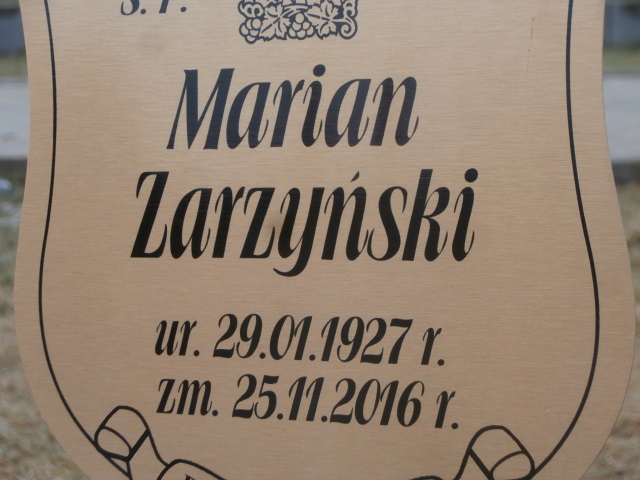 Ś. P.
Marian
Zarzyński
ur. 29.01.1927 r.
zm. 25.11.2016 r.